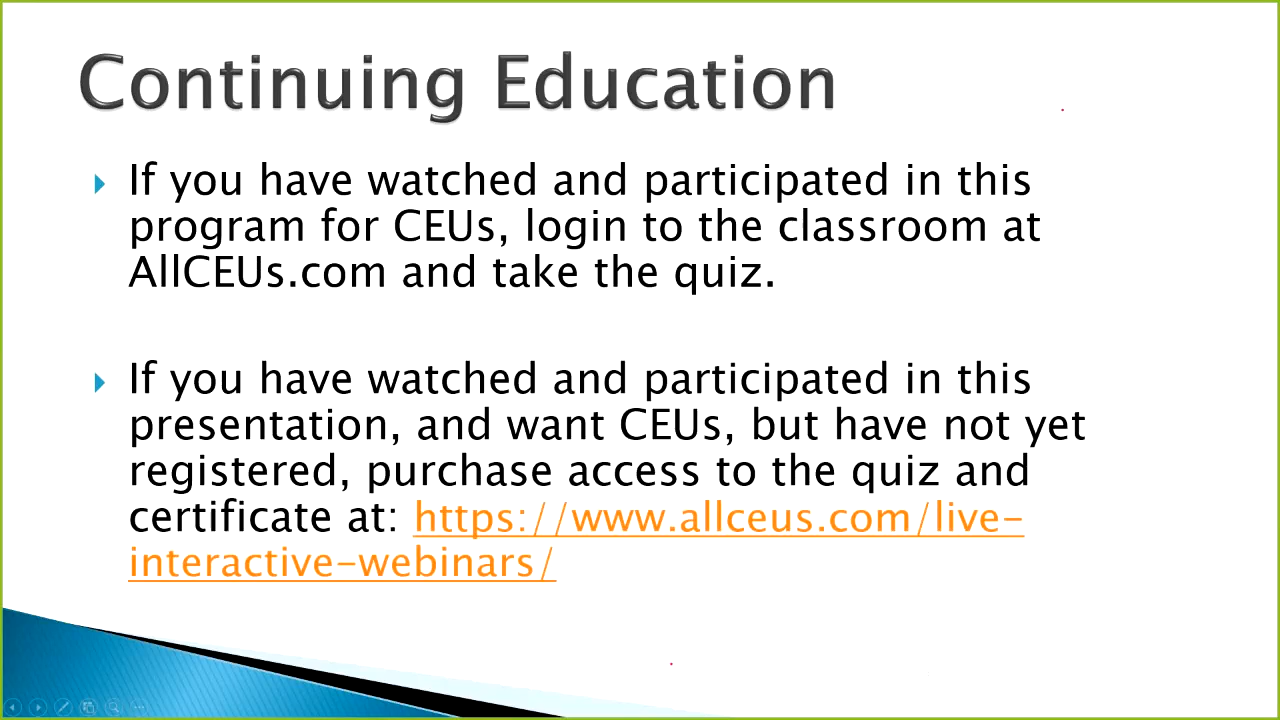 Continuing Education
If you have watched and participated in this
program for CEUs, login to the classroom at
AllCEUs.com and take the quiz.
If you have watched and participated in this
presentation, and want CEUs, but have not yet
registered, purchase access to the quiz and
certificate at: https://www.allceus.com/live-
interactive-webinars/